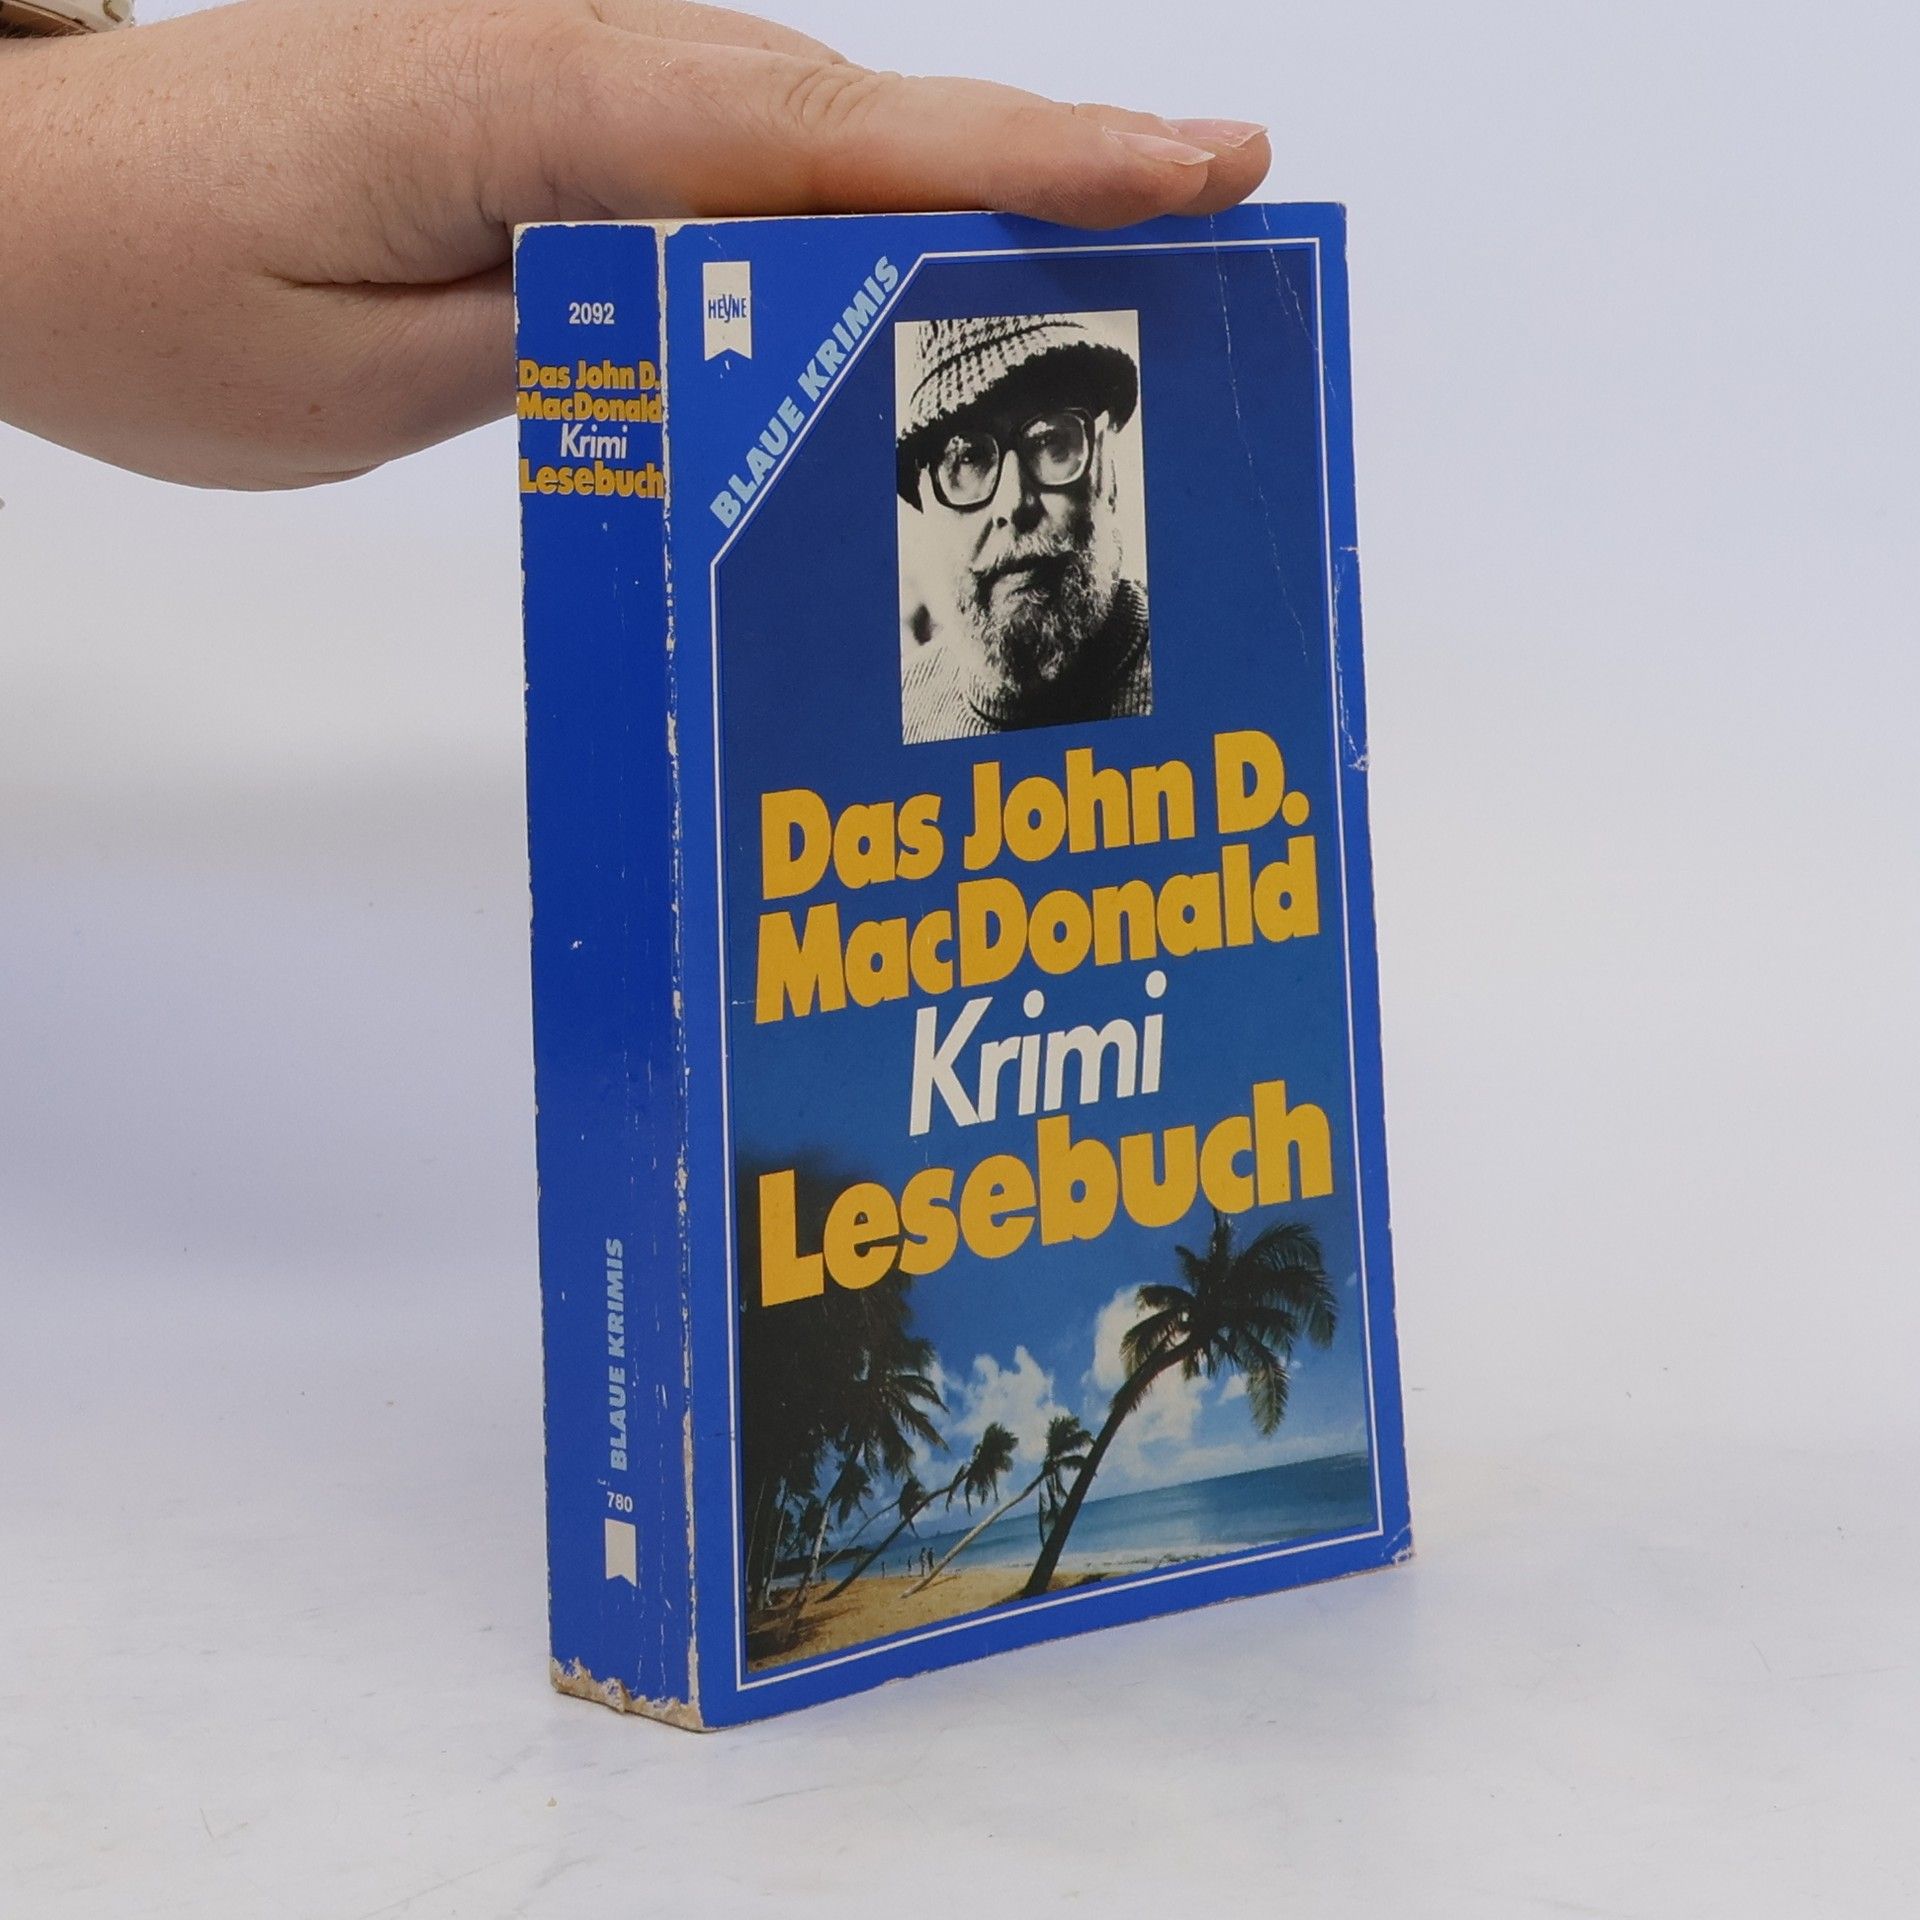 2092
Das John D.
MacDonald
Krimi
Lesebuch
BLAUE KRIMIS
780
HEYNE
BLAUE KRIMIS
Das John D.
MacDonald
Krimi
Lesebuch